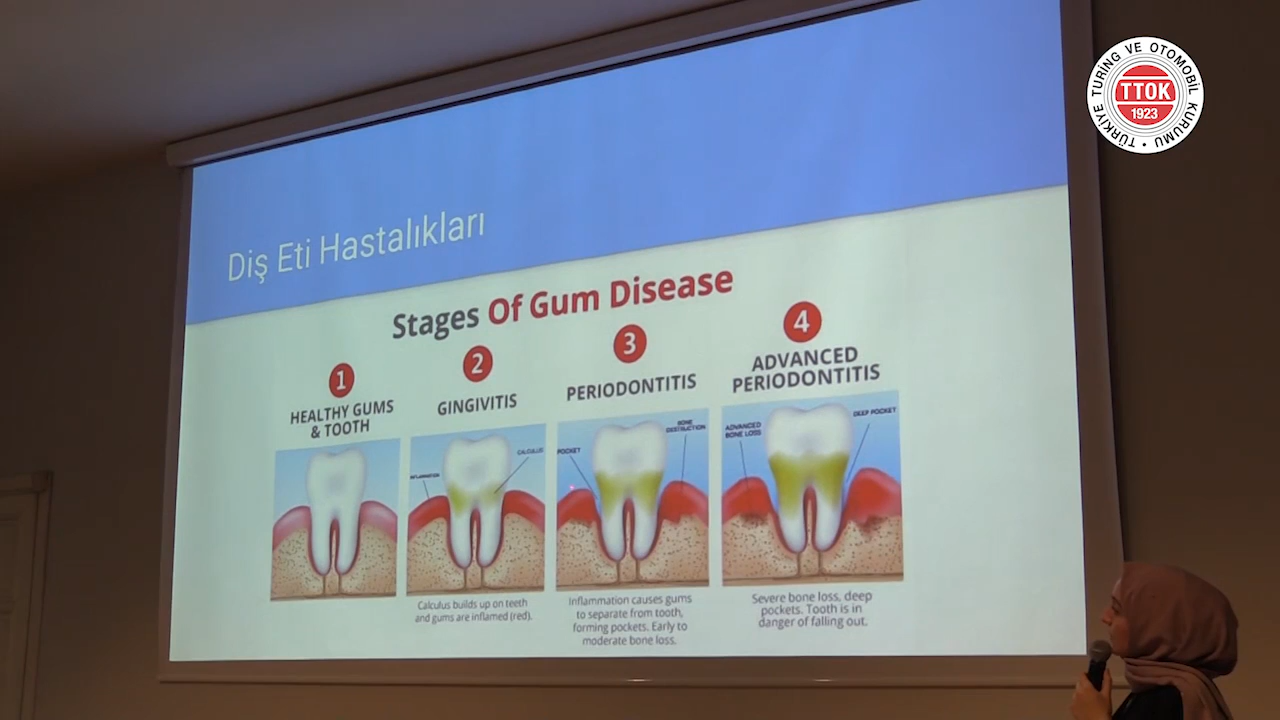 TÜRKİYE TURİNG VE OTOMOBİL KURUMU
TTOK
1923
Diş Eti Hastalıkları
Stages Of Gum Disease
1
HEALTHY GUMS
& TOOTH
2
GINGIVITIS
INFLAMMATION
CALCULUS
Calculus builds up on teeth
and gums are inflamed (red).
3
PERIODONTITIS
POCKET
BONE
DESTRUCTION
Inflammation causes gums
to separate from tooth,
forming pockets. Early to
moderate bone loss.
4
ADVANCED
PERIODONTITIS
ADVANCED
BONE LOSS
DEEP POCKET
Severe bone loss, deep
pockets. Tooth is in
danger of falling out.